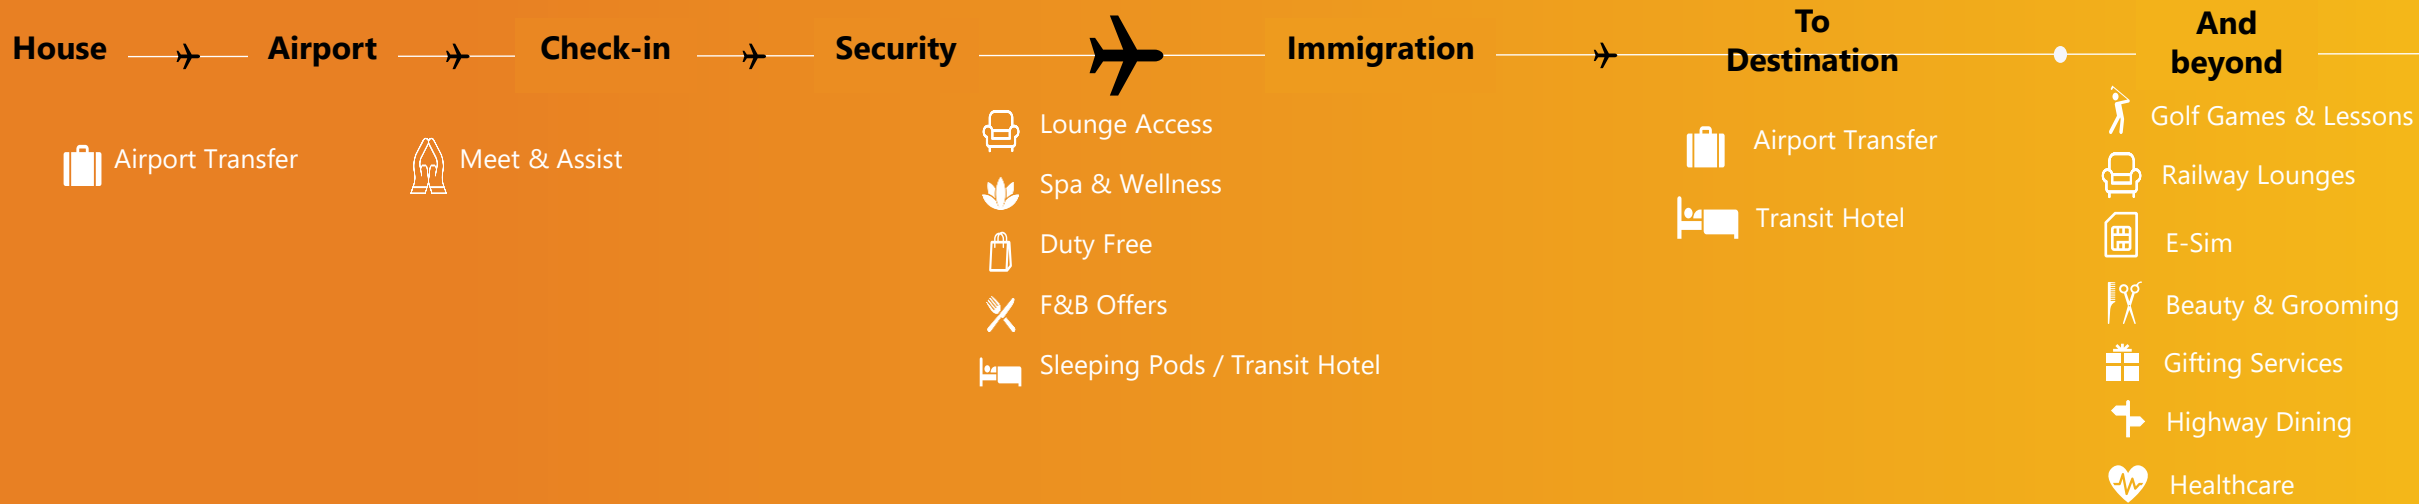 House
Airport
Check-in
Security
Immigration
To
Destination
And
beyond
Airport Transfer
Meet & Assist
Lounge Access
Spa & Wellness
Duty Free
F&B Offers
Sleeping Pods / Transit Hotel
Airport Transfer
Transit Hotel
Golf Games & Lessons
Railway Lounges
E-Sim
Beauty & Grooming
Gifting Services
Highway Dining
Healthcare